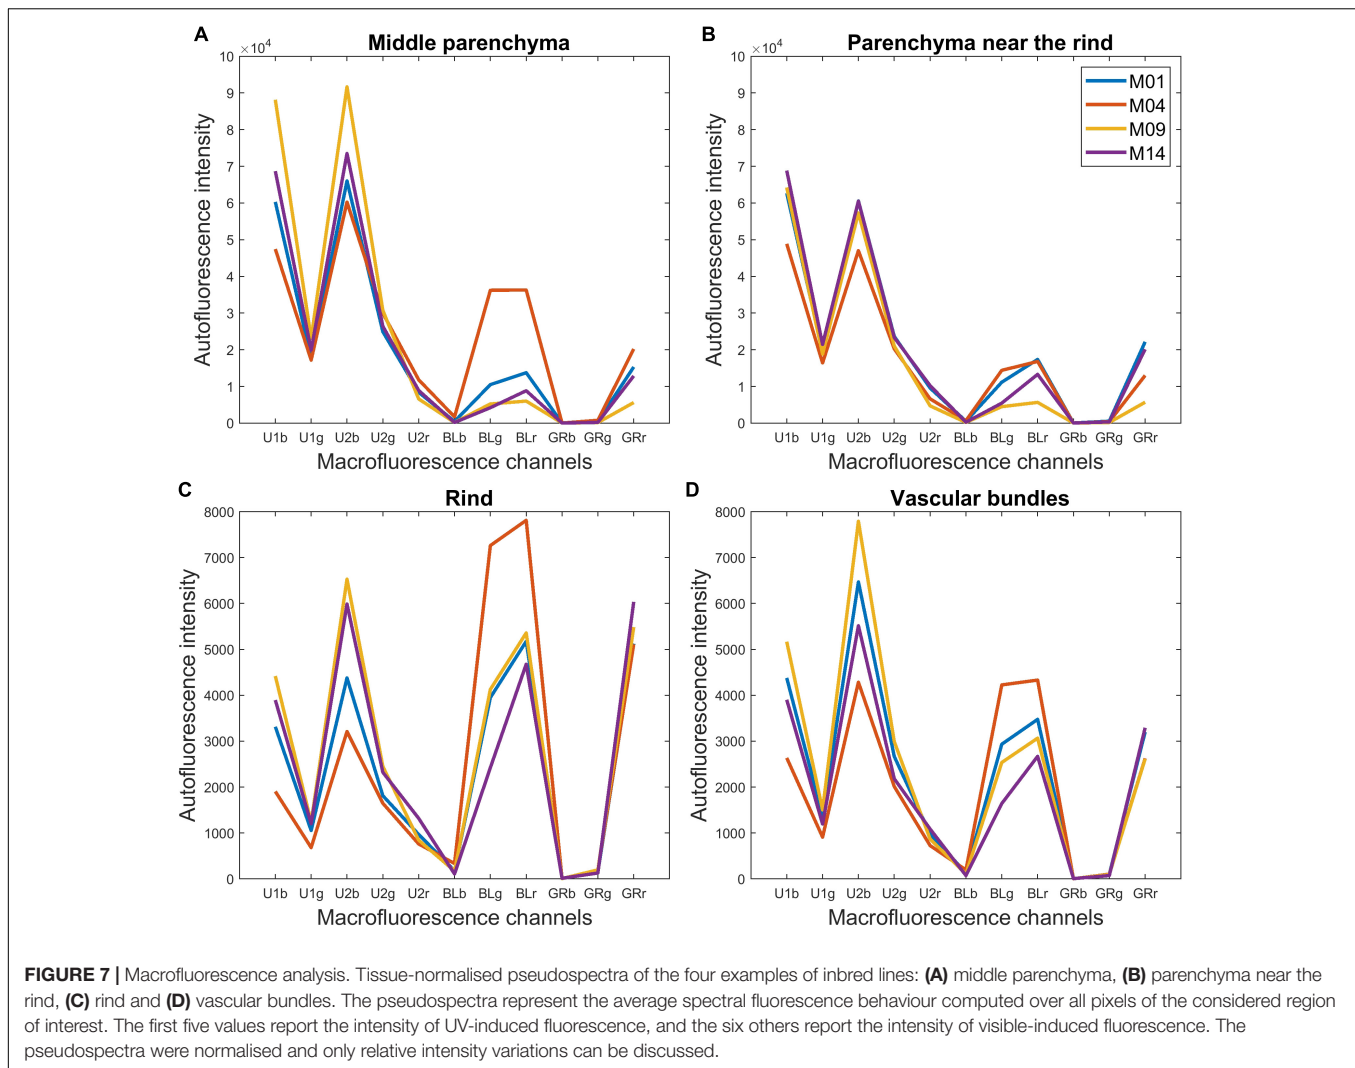 A
Middle parenchyma
×10⁴
10
9
8
7
6
5
4
3
2
1
0
Autofluorescence intensity
U1b U1g U2b U2g U2r BLb BLg BLr GRb GRg GRr
Macrofluorescence channels
B
Parenchyma near the rind
×10⁴
10
9
8
7
6
5
4
3
2
1
0
Autofluorescence intensity
M01
M04
M09
M14
U1b U1g U2b U2g U2r BLb BLg BLr GRb GRg GRr
Macrofluorescence channels
C
Rind
8000
7000
6000
5000
4000
3000
2000
1000
0
Autofluorescence intensity
U1b U1g U2b U2g U2r BLb BLg BLr GRb GRg GRr
Macrofluorescence channels
D
Vascular bundles
8000
7000
6000
5000
4000
3000
2000
1000
0
Autofluorescence intensity
U1b U1g U2b U2g U2r BLb BLg BLr GRb GRg GRr
Macrofluorescence channels
FIGURE 7 | Macrofluorescence analysis. Tissue-normalised pseudospectra of the four examples of inbred lines: (A) middle parenchyma, (B) parenchyma near the
rind, (C) rind and (D) vascular bundles. The pseudospectra represent the average spectral fluorescence behaviour computed over all pixels of the considered region
of interest. The first five values report the intensity of UV-induced fluorescence, and the six others report the intensity of visible-induced fluorescence. The
pseudospectra were normalised and only relative intensity variations can be discussed.